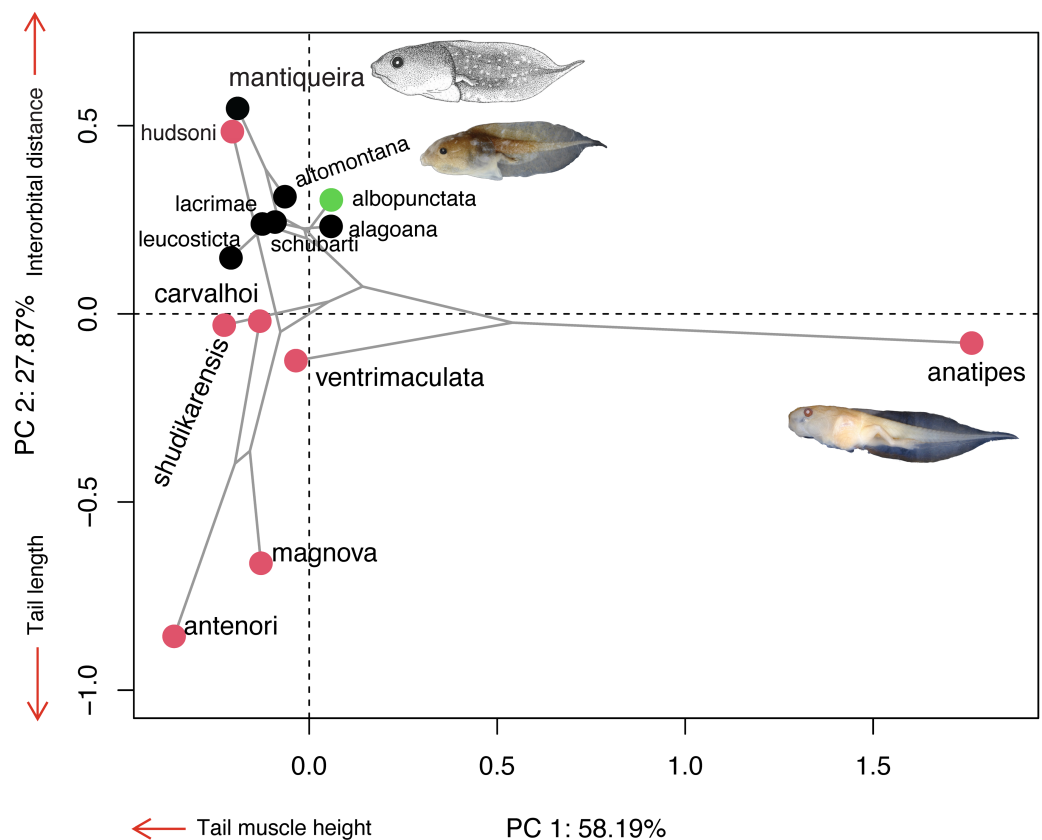 mantiqueira
0.5
hudsoni
altomontana
lacrimae
albopunctata
alagoana
leucosticta
schubarti
Interorbital distance
carvalhoi
0.0
PC 2: 27.87%
shudikarensis
ventrimaculata
anatipes
−0.5
Tail length
magnova
antenori
−1.0
0.0 0.5 1.0 1.5
Tail muscle height
PC 1: 58.19%